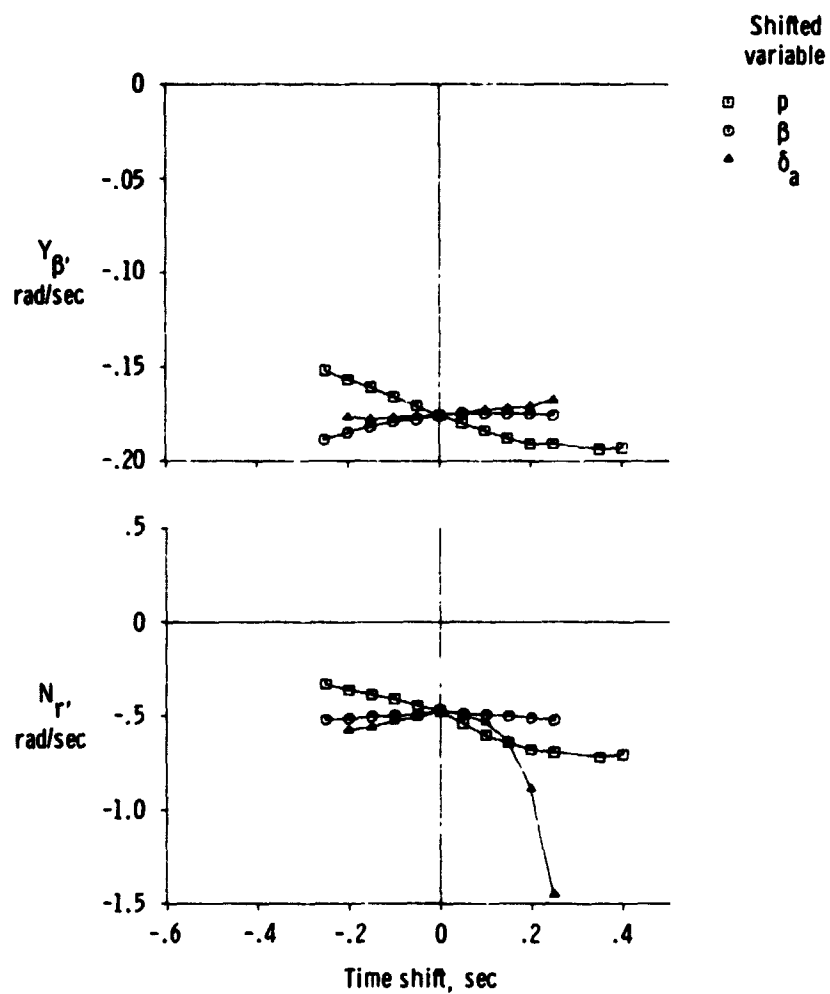 Shifted
variable
p
β
δa
0
-.05
-.10
-.15
-.20
Yβ,
rad/sec
.5
0
-.5
-1.0
-1.5
Nr,
rad/sec
-.6 -.4 -.2 0 .2 .4
Time shift, sec